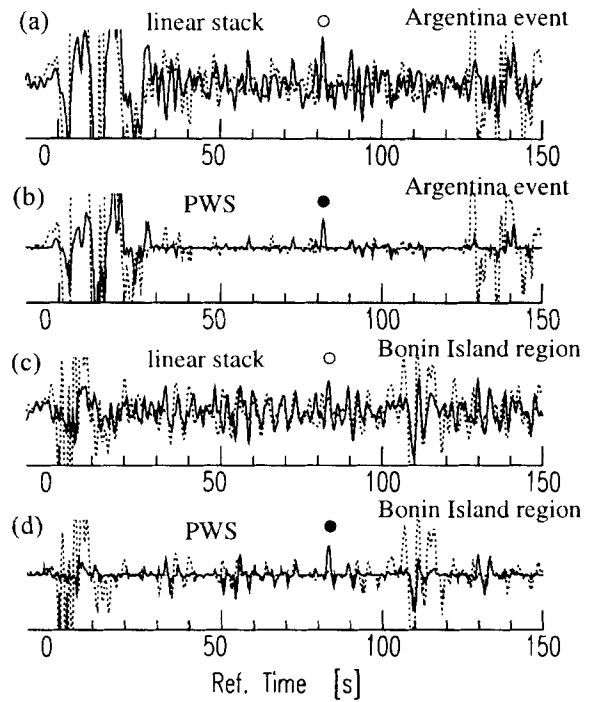 (a) linear stack Argentina event
0 50 100 150
(b) PWS Argentina event
0 50 100 150
(c) linear stack Bonin Island region
0 50 100 150
(d) PWS Bonin Island region
0 50 100 150
Ref. Time [s]